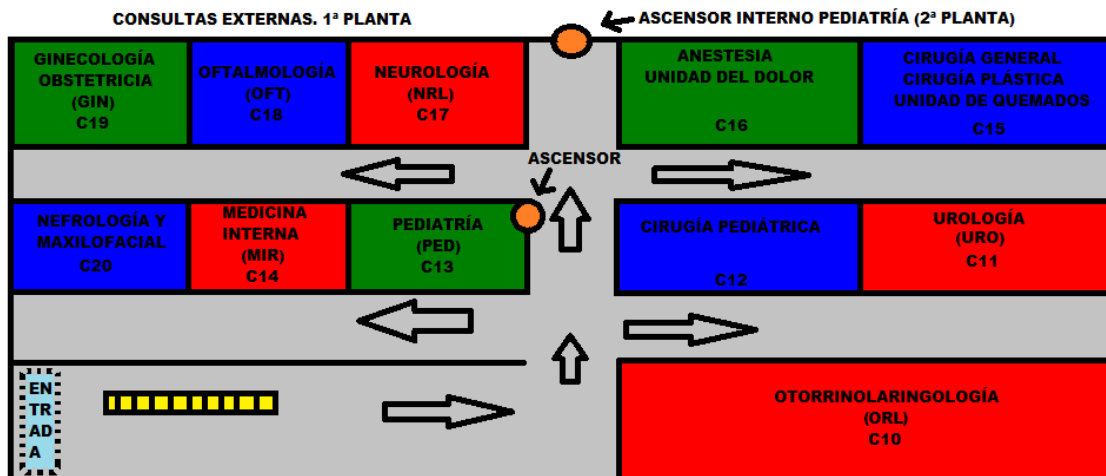 CONSULTAS EXTERNAS. 1ª PLANTA
ASCENSOR INTERNO PEDIATRÍA (2ª PLANTA)
GINECOLOGÍA
OBSTETRICIA
(GIN)
C19
OFTALMOLOGÍA
(OFT)
C18
NEUROLOGÍA
(NRL)
C17
ANESTESIA
UNIDAD DEL DOLOR
C16
CIRUGÍA GENERAL
CIRUGÍA PLÁSTICA
UNIDAD DE QUEMADOS
C15
ASCENSOR
NEFROLOGÍA Y
MAXILOFACIAL
C20
MEDICINA
INTERNA
(MIR)
C14
PEDIATRÍA
(PED)
C13
CIRUGÍA PEDIÁTRICA
C12
UROLOGÍA
(URO)
C11
EN
TR
AD
A
OTORRINOLARINGOLOGÍA
(ORL)
C10